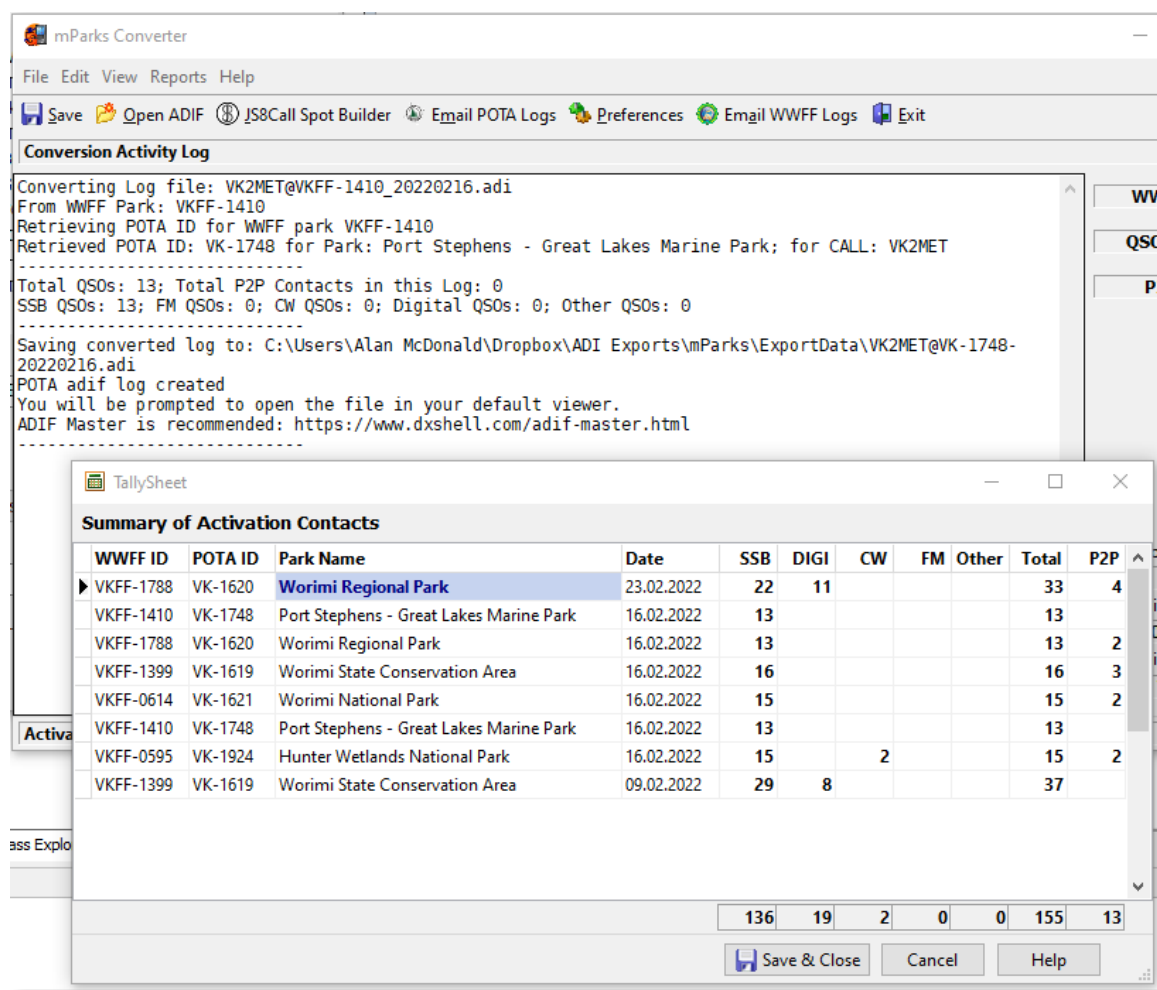 mParks Converter
File Edit View Reports Help
Save Open ADIF JS8Call Spot Builder Email POTA Logs Preferences Email WWFF Logs Exit
Conversion Activity Log
Converting Log file: VK2MET@VKFF-1410_20220216.adi
From WWFF Park: VKFF-1410
Retrieving POTA ID for WWFF park VKFF-1410
Retrieved POTA ID: VK-1748 for Park: Port Stephens - Great Lakes Marine Park; for CALL: VK2MET
-----------------------------
Total QSOs: 13; Total P2P Contacts in this Log: 0
SSB QSOs: 13; FM QSOs: 0; CW QSOs: 0; Digital QSOs: 0; Other QSOs: 0
-----------------------------
Saving converted log to: C:\Users\Alan McDonald\Dropbox\ADI Exports\mParks\ExportData\VK2MET@VK-1748-
20220216.adi
POTA adif log created
You will be prompted to open the file in your default viewer.
ADIF Master is recommended: https://www.dxshell.com/adif-master.html
-----------------------------
TallySheet
Summary of Activation Contacts
WWFF ID POTA ID Park Name Date SSB DIGI CW FM Other Total P2P
VKFF-1788 VK-1620 Worimi Regional Park 23.02.2022 22 11 33 4
VKFF-1410 VK-1748 Port Stephens - Great Lakes Marine Park 16.02.2022 13 13
VKFF-1788 VK-1620 Worimi Regional Park 16.02.2022 13 13 2
VKFF-1399 VK-1619 Worimi State Conservation Area 16.02.2022 16 16 3
VKFF-0614 VK-1621 Worimi National Park 16.02.2022 15 15 2
VKFF-1410 VK-1748 Port Stephens - Great Lakes Marine Park 16.02.2022 13 13
VKFF-0595 VK-1924 Hunter Wetlands National Park 16.02.2022 15 2 15 2
VKFF-1399 VK-1619 Worimi State Conservation Area 09.02.2022 29 8 37
136 19 2 0 0 155 13
Save & Close Cancel Help